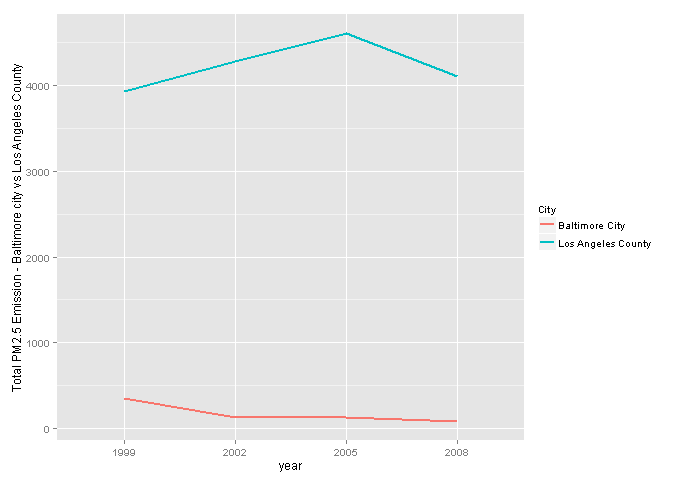 Total PM2.5 Emission - Baltimore city vs Los Angeles County
4000
3000
2000
1000
0
1999
2002
2005
2008
year
City
Baltimore City
Los Angeles County